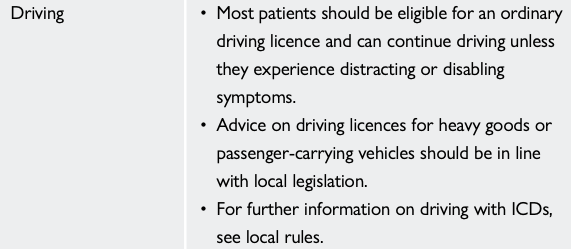 Driving
• Most patients should be eligible for an ordinary
driving licence and can continue driving unless
they experience distracting or disabling
symptoms.
• Advice on driving licences for heavy goods or
passenger-carrying vehicles should be in line
with local legislation.
• For further information on driving with ICDs,
see local rules.